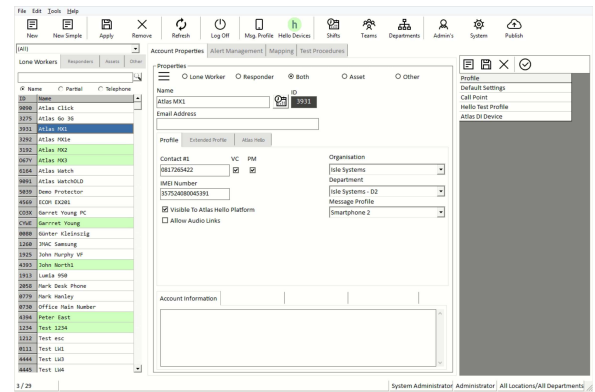 File Edit Tools Help
New New Simple Apply Remove Refresh Log Off Msg. Profile Hello Devices Shifts Teams Departments Admin's System Publish
(All)
Lone Workers Responders Assets Other
Name Partial Telephone
ID Name
9090 Atlas Click
3275 Atlas Go 3G
3931 Atlas MX1
3292 Atlas MX1e
3192 Atlas MX2
O67Y Atlas MX3
6184 Atlas Watch
9091 Atlas WatchOLD
5039 Demo Protector
4569 ECOM EX201
CO3X Garret Young PC
CYWE Garrret Young
0088 Günter Kleinszig
1260 JMAC Samsung
1925 John Murphy VF
4393 John North1
1913 Lumia 950
2058 Mark Desk Phone
0779 Mark Hanley
0730 Office Main Number
4394 Peter East
1234 Test 1234
1212 Test esc
0111 Test LW1
4444 Test LW3
4445 Test LW4
Account Properties Alert Management Mapping Test Procedures
Properties
Lone Worker Responder Both Asset Other
Name ID
Atlas MX1 3931
Email Address
Profile Extended Profile Atlas Hello
Contact #1 VC PM
0817265422
IMEI Number
357524080045391
Visible To Atlas Hello Platform
Allow Audio Links
Organisation
Isle Systems
Department
Isle Systems - D2
Message Profile
Smartphone 2
Account Information
Profile
Default Settings
Call Point
Hello Test Profile
Atlas DI Device
1 / 29 System Administrator Administrator All Locations/All Departments